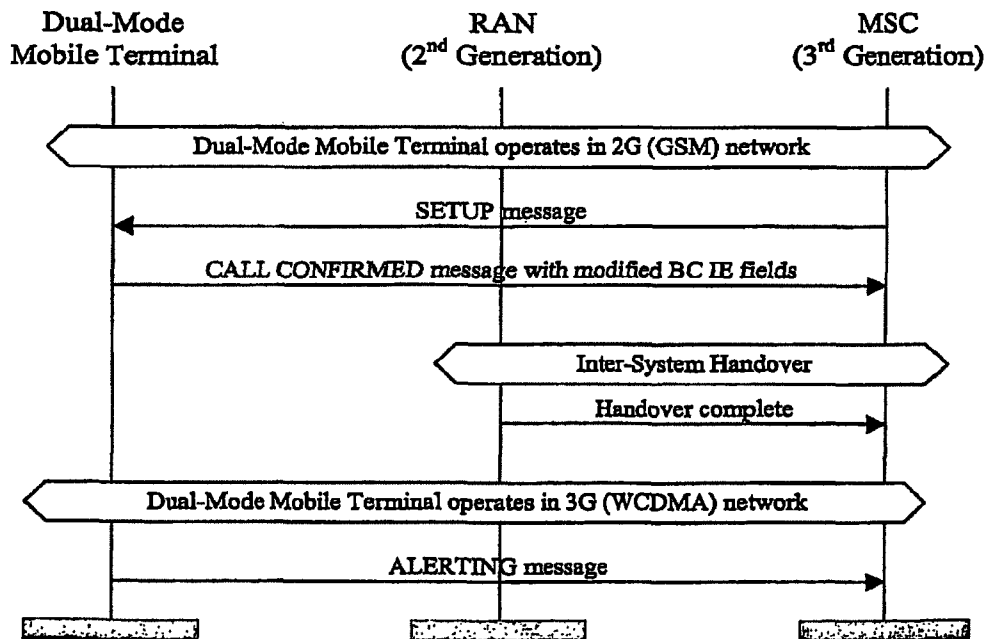 Dual-Mode
Mobile Terminal
RAN
(2nd Generation)
MSC
(3rd Generation)
Dual-Mode Mobile Terminal operates in 2G (GSM) network
SETUP message
CALL CONFIRMED message with modified BC IE fields
Inter-System Handover
Handover complete
Dual-Mode Mobile Terminal operates in 3G (WCDMA) network
ALERTING message